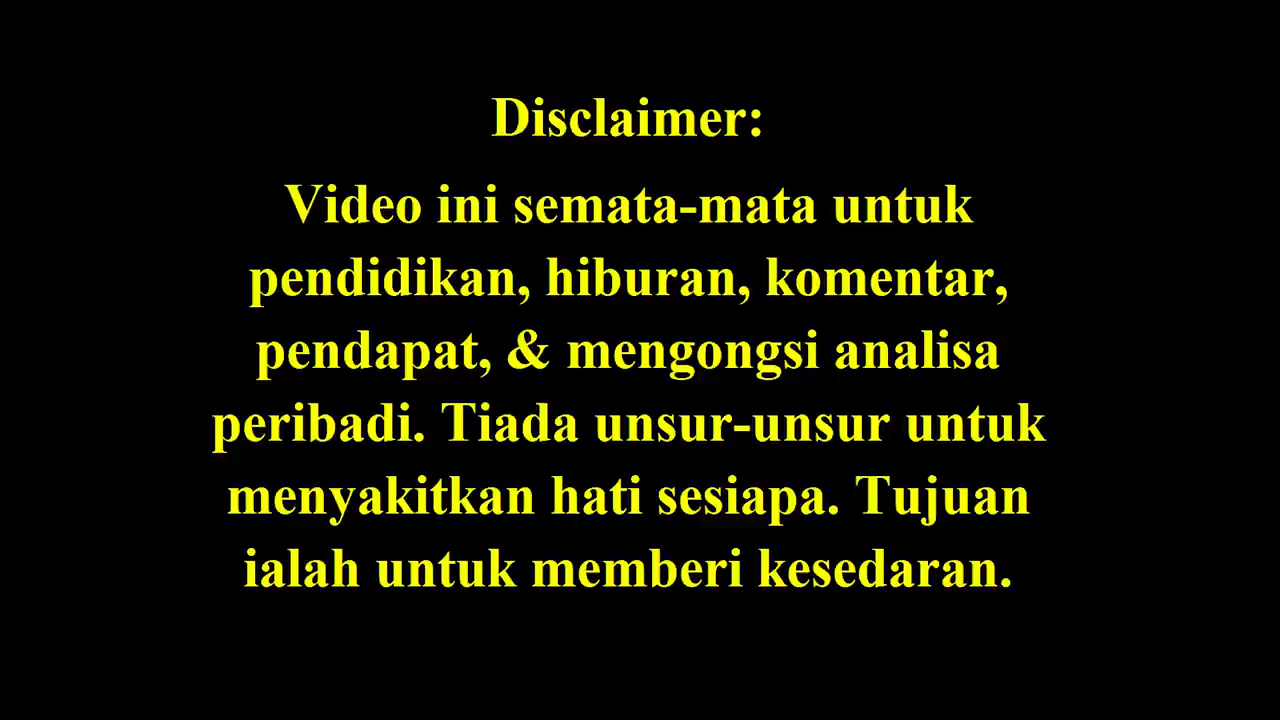 Disclaimer:
Video ini semata-mata untuk
pendidikan, hiburan, komentar,
pendapat, & mengongsi analisa
peribadi. Tiada unsur-unsur untuk
menyakitkan hati sesiapa. Tujuan
ialah untuk memberi kesedaran.